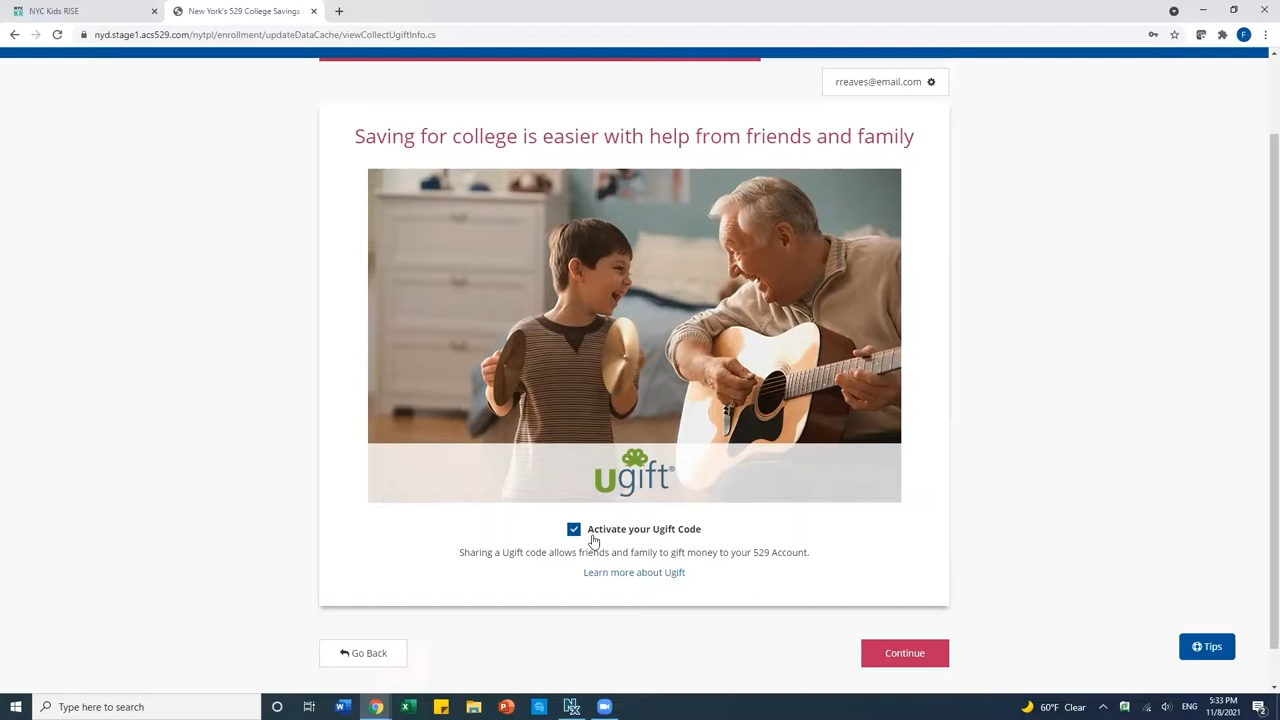 NYC Kids RISE
New York's 529 College Savings
nyd.stage1.acs529.com/nytpl/enrollment/updateDataCache/viewCollectUgiftInfo.cs
F
rreaves@email.com
Saving for college is easier with help from friends and family
ugift®
Activate your Ugift Code
Sharing a Ugift code allows friends and family to gift money to your 529 Account.
Learn more about Ugift
Go Back
Continue
Tips
Type here to search
60°F Clear
5:33 PM
11/8/2021